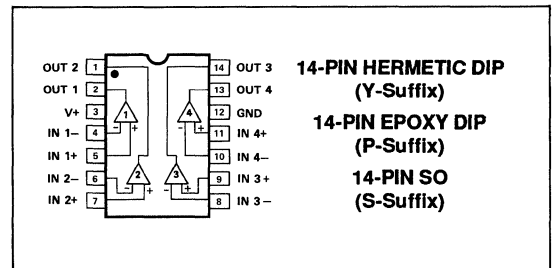 OUT 2 1 14 OUT 3
OUT 1 2 13 OUT 4
V+ 3 12 GND
1 4
IN 1– 4 – + – + 11 IN 4+
IN 1+ 5 10 IN 4–
2 3
IN 2– 6 – + – + 9 IN 3+
IN 2+ 7 8 IN 3–
14-PIN HERMETIC DIP
(Y-Suffix)
14-PIN EPOXY DIP
(P-Suffix)
14-PIN SO
(S-Suffix)